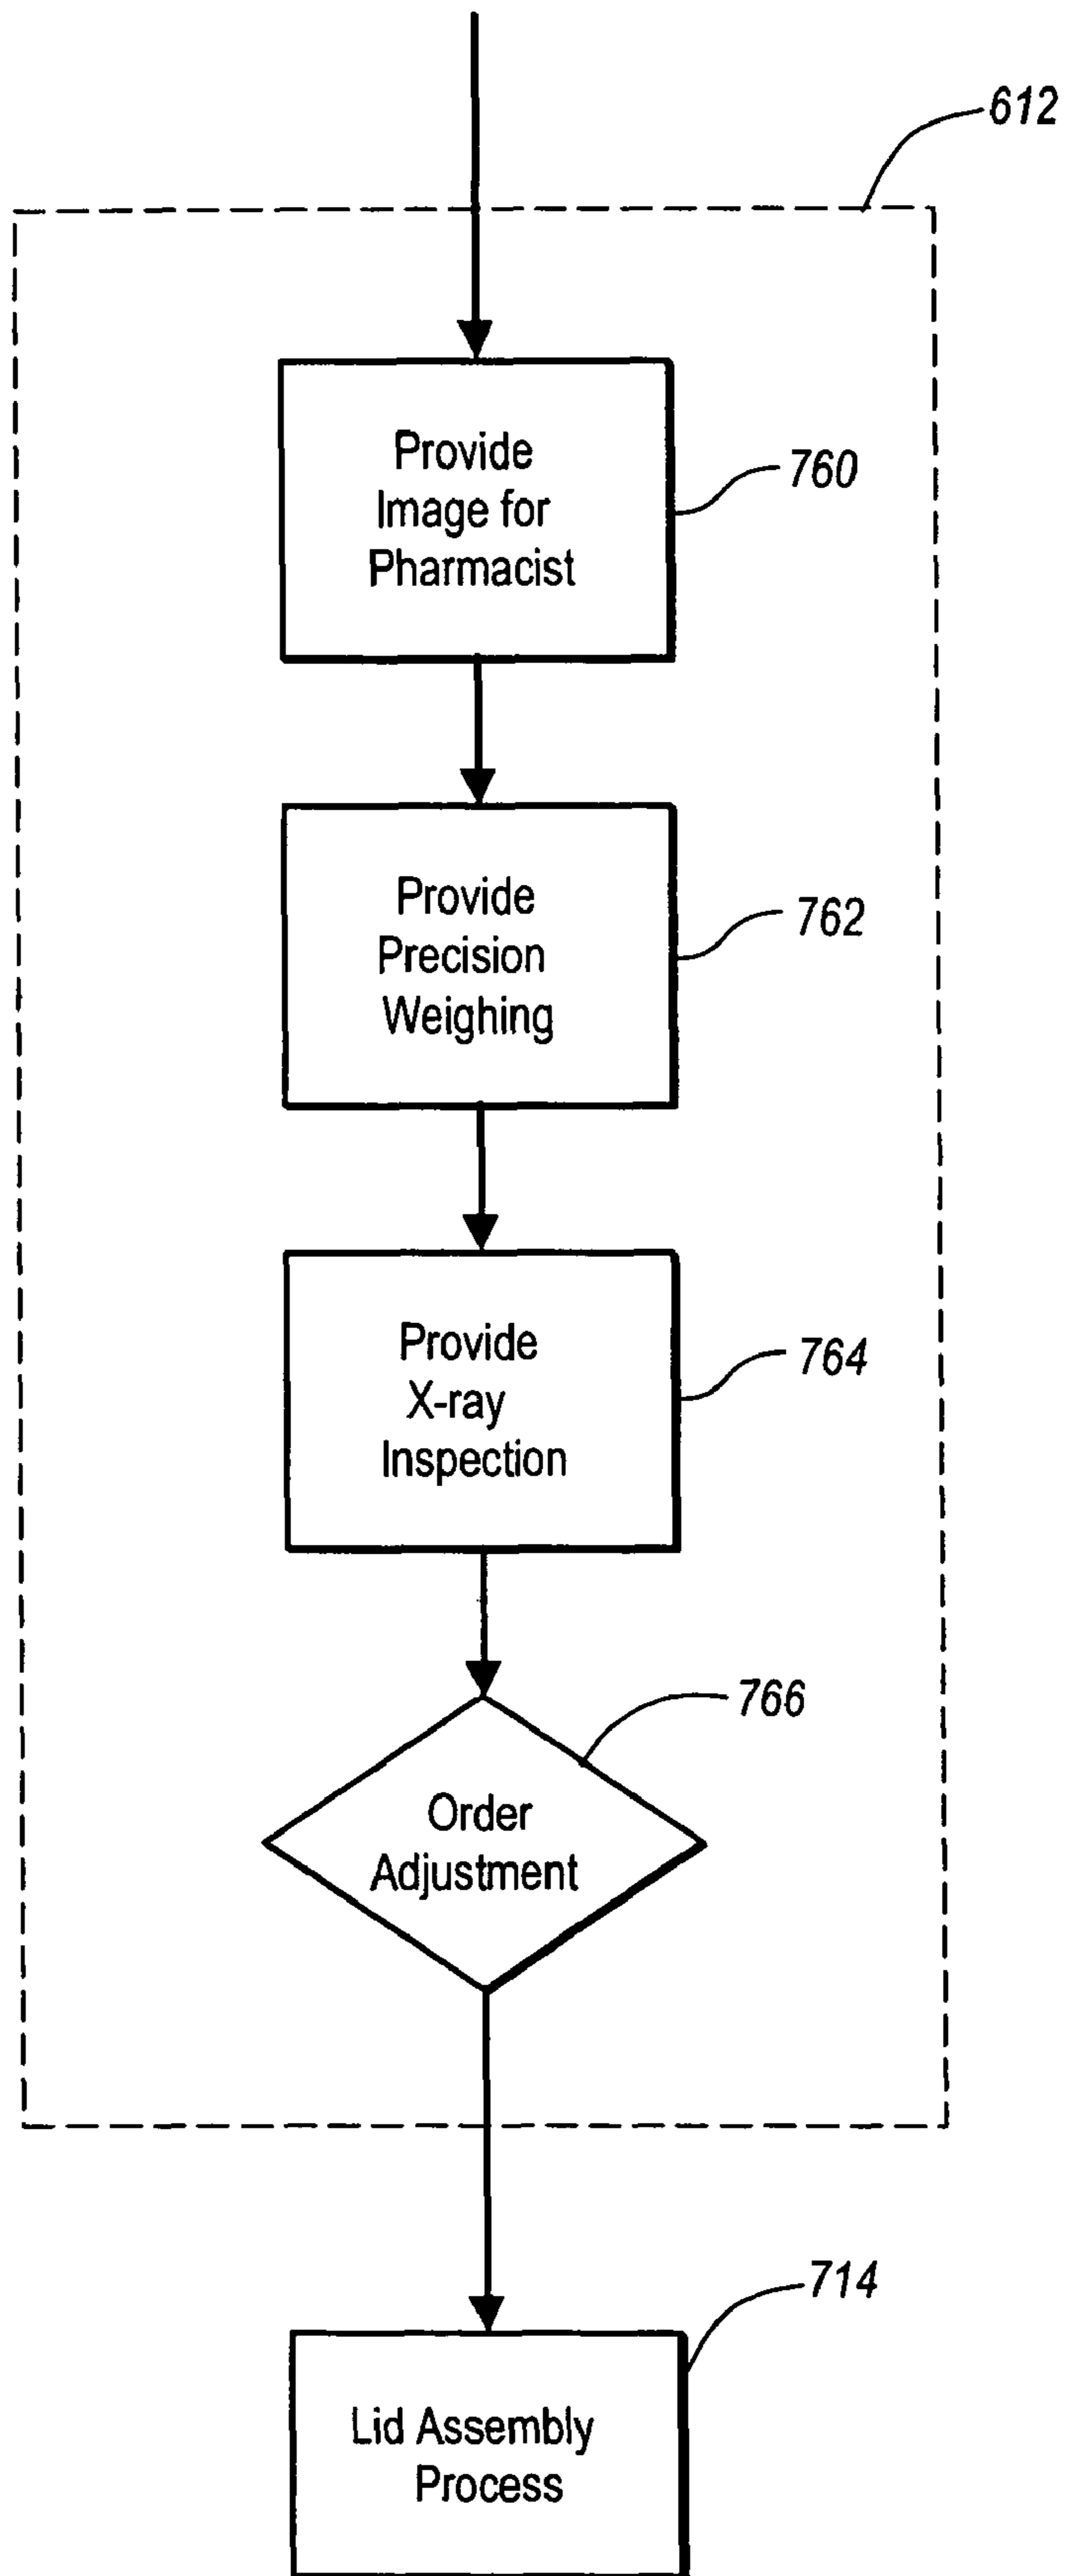 612
Provide
Image for
Pharmacist
760
Provide
Precision
Weighing
762
Provide
X-ray
Inspection
764
766
Order
Adjustment
714
Lid Assembly
Process